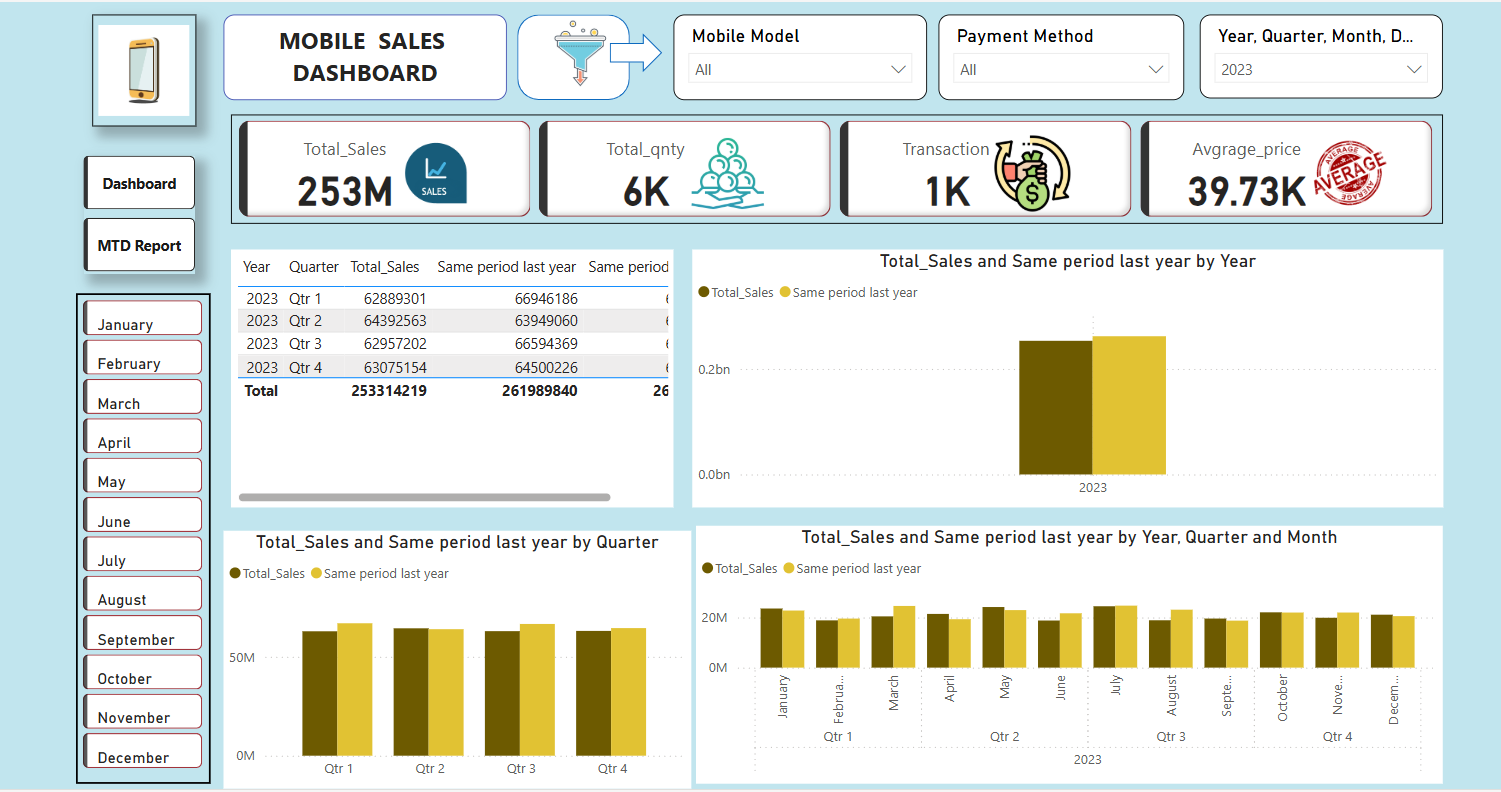 MOBILE SALES
DASHBOARD
Mobile Model
All
Payment Method
All
Year, Quarter, Month, D...
2023
Total_Sales
253M
SALES
Total_qnty
6K
Transaction
1K
$
Avgrage_price
39.73K
AVERAGE
AVERAGE
AVERAGE
Dashboard
MTD Report
January
February
March
April
May
June
July
August
September
October
November
December
Year Quarter Total_Sales Same period last year Same period
2023 Qtr 1 62889301 66946186
2023 Qtr 2 64392563 63949060
2023 Qtr 3 62957202 66594369
2023 Qtr 4 63075154 64500226
Total 253314219 261989840 26
Total_Sales and Same period last year by Year
Total_Sales Same period last year
0.2bn
0.0bn
2023
Total_Sales and Same period last year by Quarter
Total_Sales Same period last year
50M
0M
Qtr 1 Qtr 2 Qtr 3 Qtr 4
Total_Sales and Same period last year by Year, Quarter and Month
Total_Sales Same period last year
20M
0M
January Februa... March April May June July August Septe... October Nove... Decem...
Qtr 1 Qtr 2 Qtr 3 Qtr 4
2023